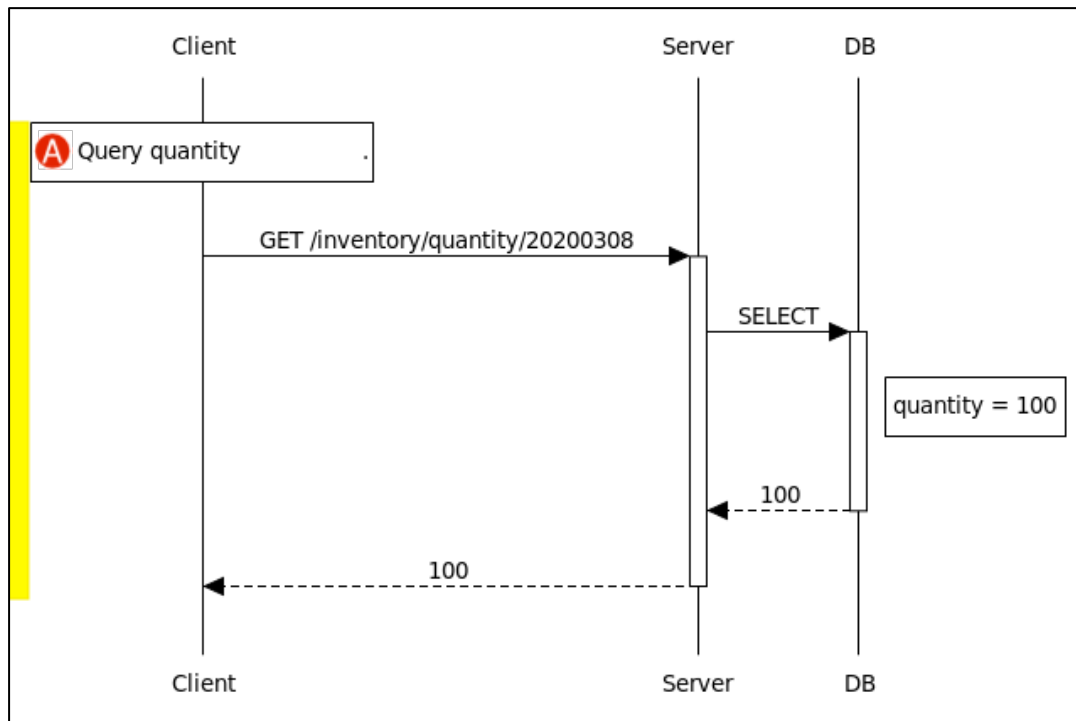 Client Server DB
A Query quantity .
GET /inventory/quantity/20200308
SELECT
quantity = 100
100
100
Client Server DB